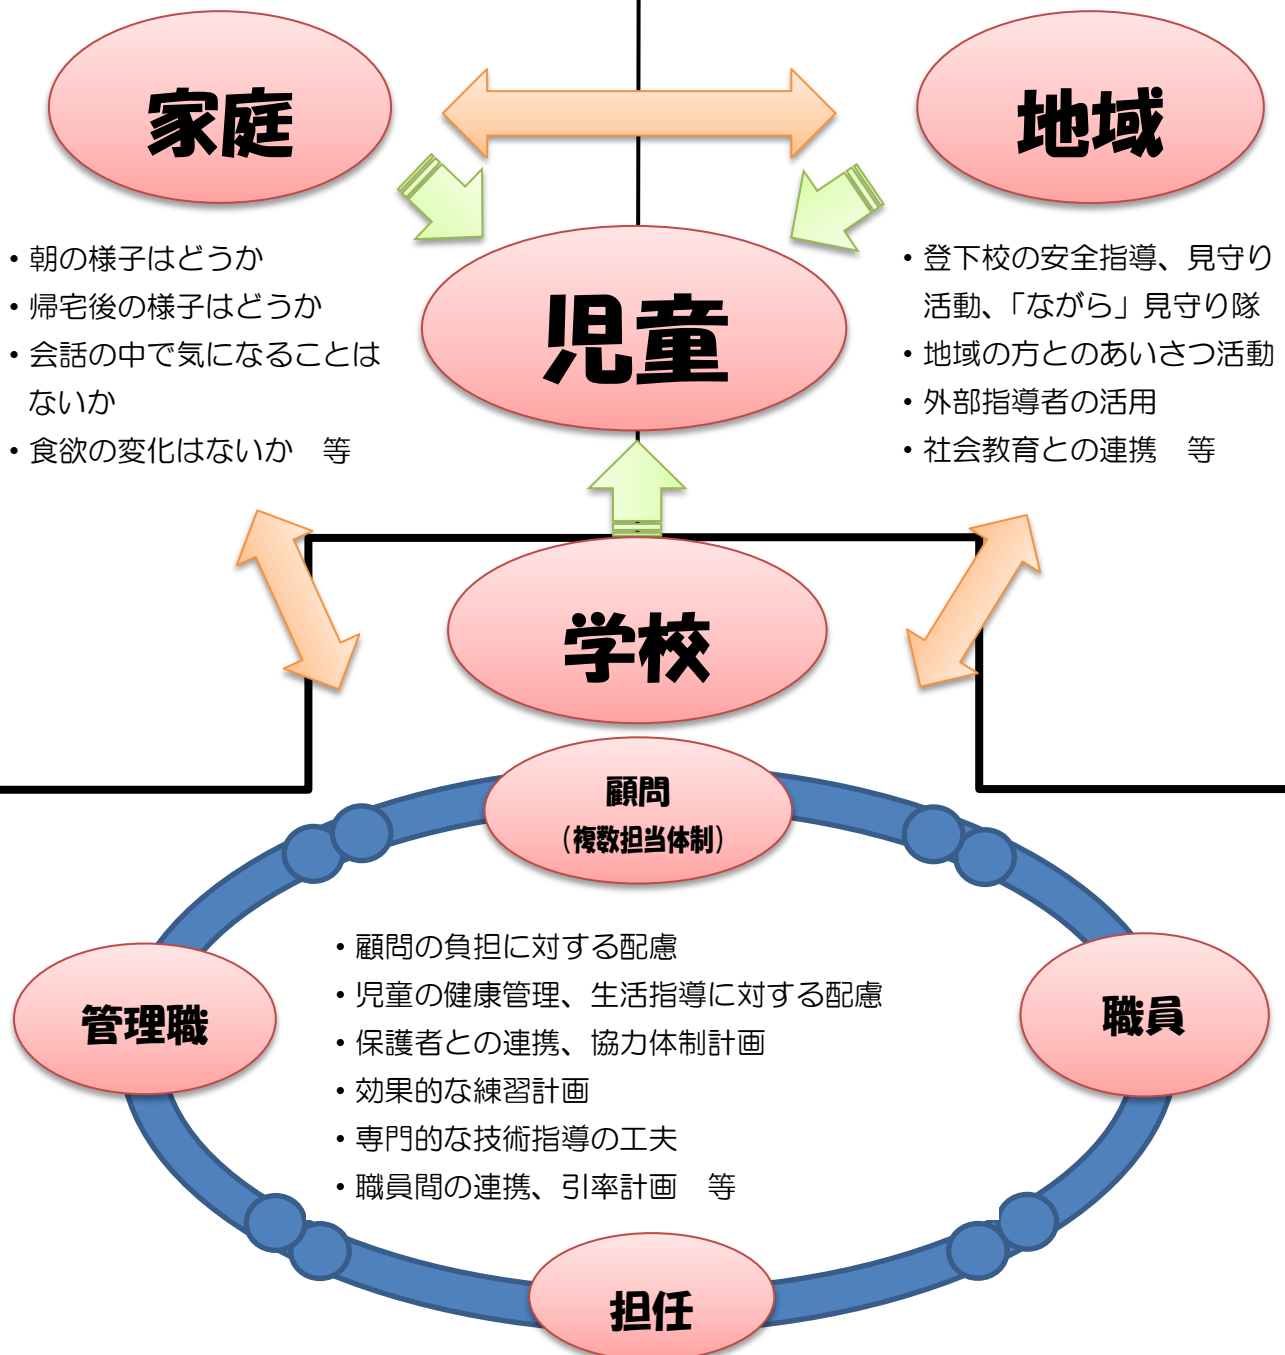 家庭
地域
・朝の様子はどうか
・帰宅後の様子はどうか
・会話の中で気になることは
ないか
・食欲の変化はないか　等
児童
・登下校の安全指導、見守り
活動、「ながら」見守り隊
・地域の方とのあいさつ活動
・外部指導者の活用
・社会教育との連携　等
学校
顧問
（複数担当体制）
管理職
職員
・顧問の負担に対する配慮
・児童の健康管理、生活指導に対する配慮
・保護者との連携、協力体制計画
・効果的な練習計画
・専門的な技術指導の工夫
・職員間の連携、引率計画　等
担任